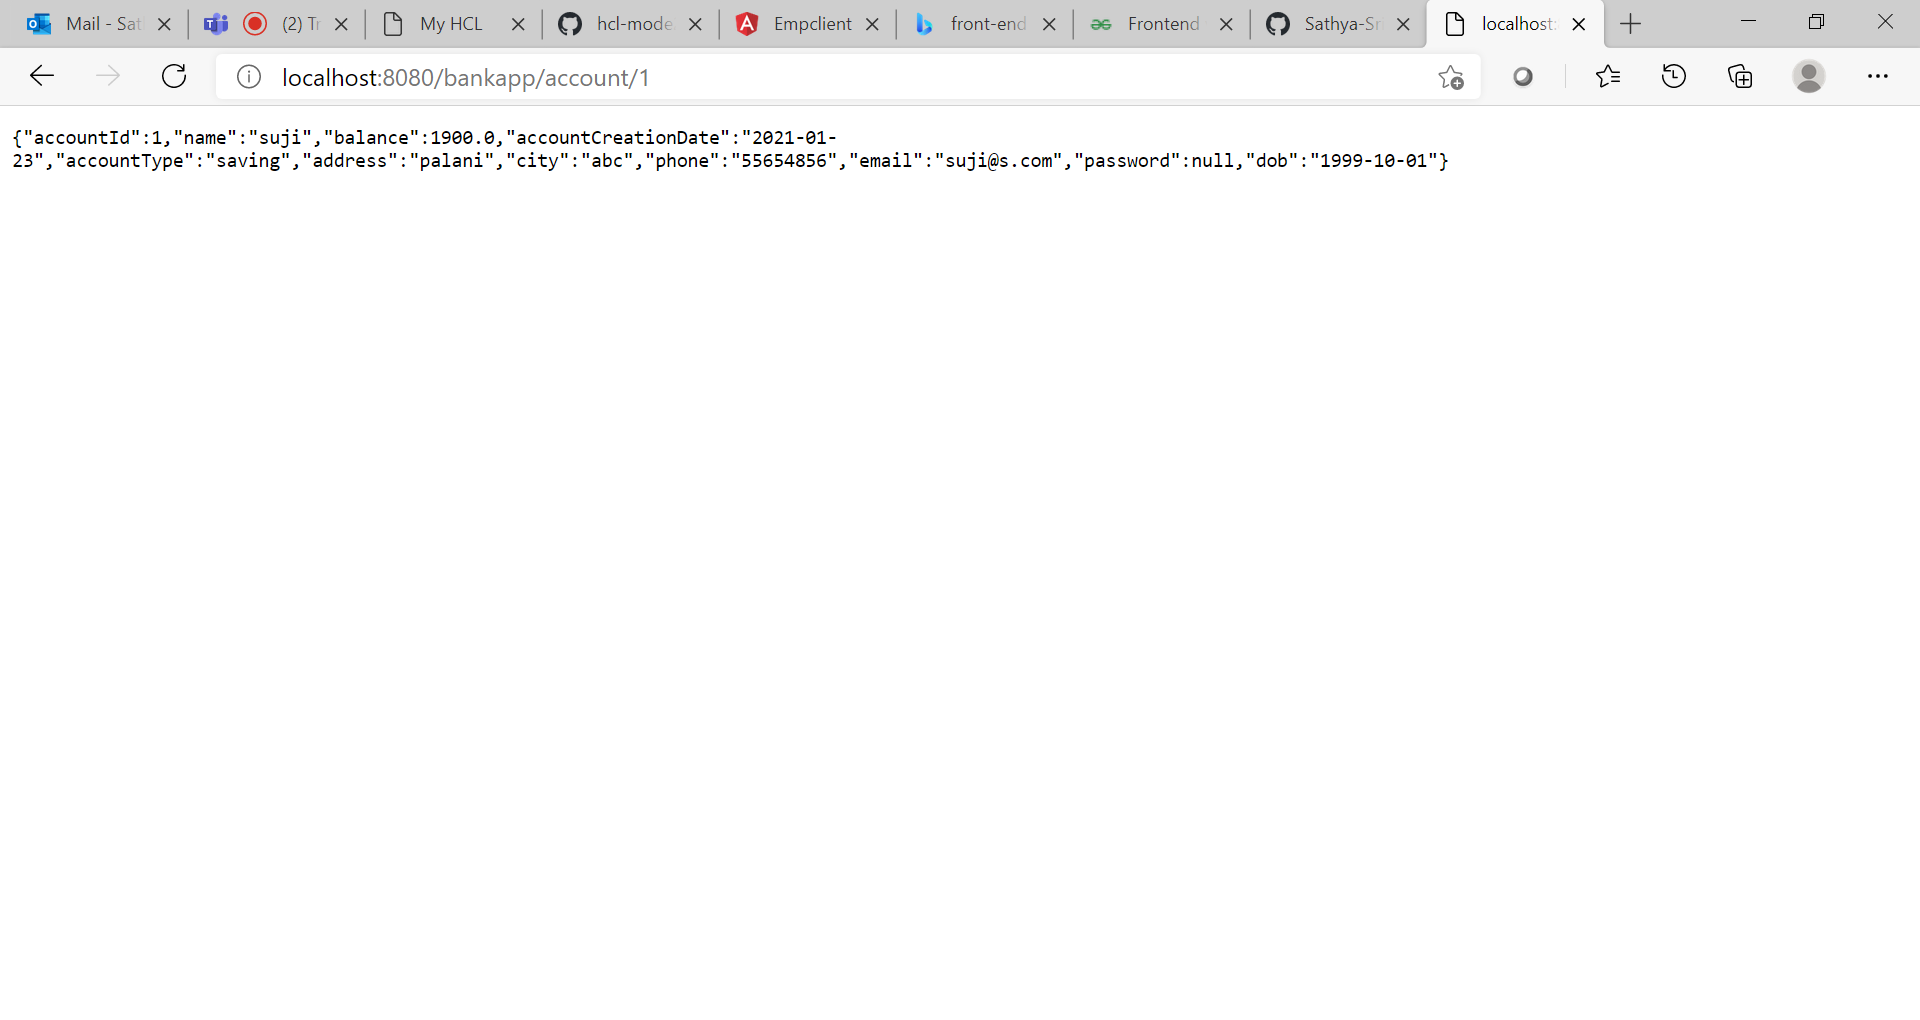 Mail - Sat
(2) Tr
My HCL
hcl-mode
Empclient
front-end
Frontend
Sathya-Sr
localhost:
localhost:8080/bankapp/account/1
{"accountId":1,"name":"suji","balance":1900.0,"accountCreationDate":"2021-01-
23","accountType":"saving","address":"palani","city":"abc","phone":"55654856","email":"suji@s.com","password":null,"dob":"1999-10-01"}